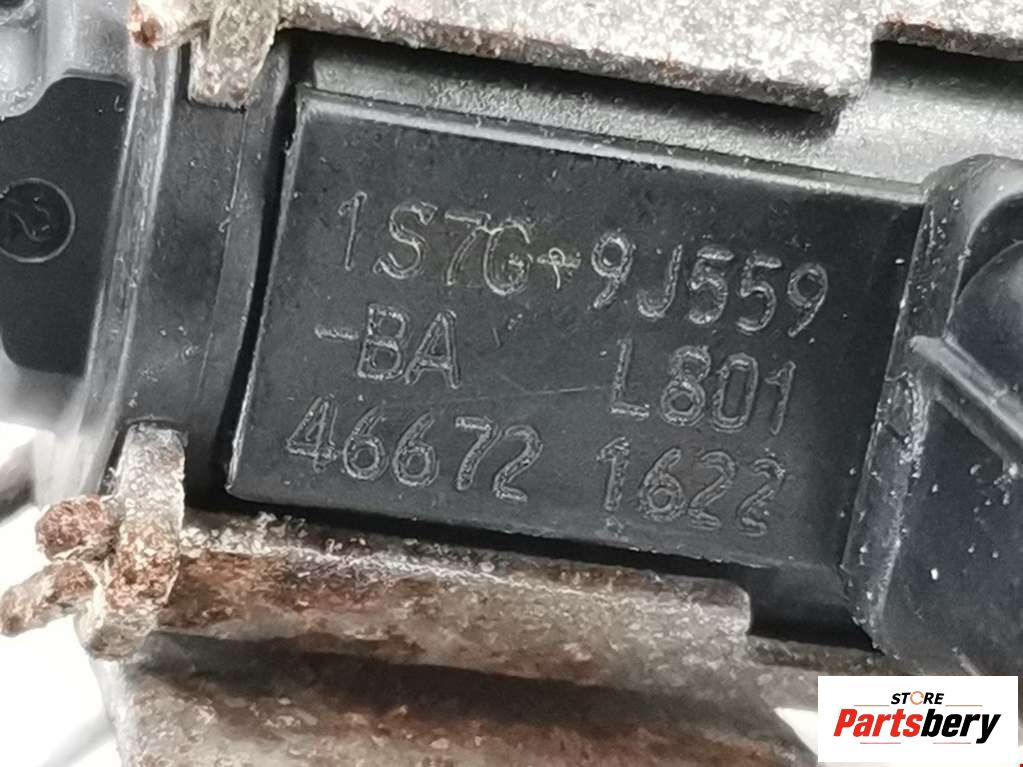 1S7G-9J559
-BA L801
46672 1622
STORE
Partsbery